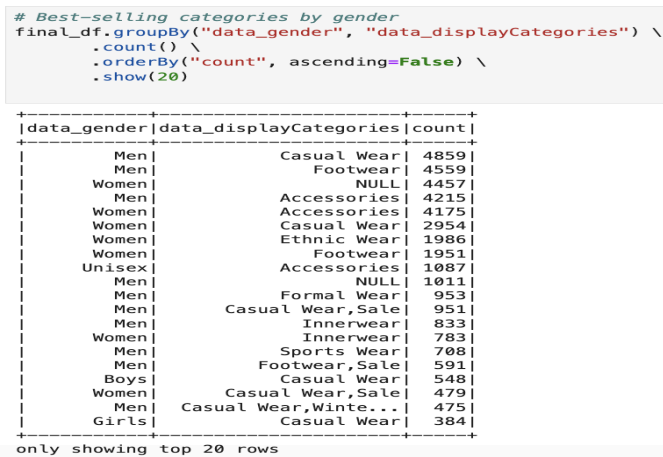 # Best-selling categories by gender
final_df.groupBy("data_gender", "data_displayCategories") \
.count() \
.orderBy("count", ascending=False) \
.show(20)
+-----------+----------------------+-----+
|data_gender|data_displayCategories|count|
+-----------+----------------------+-----+
|        Men|           Casual Wear| 4859|
|        Men|              Footwear| 4559|
|      Women|                  NULL| 4457|
|        Men|           Accessories| 4215|
|      Women|           Accessories| 4175|
|      Women|           Casual Wear| 2954|
|      Women|           Ethnic Wear| 1986|
|      Women|              Footwear| 1951|
|     Unisex|           Accessories| 1087|
|        Men|                  NULL| 1011|
|        Men|           Formal Wear|  953|
|        Men|      Casual Wear,Sale|  951|
|        Men|             Innerwear|  833|
|      Women|             Innerwear|  783|
|        Men|           Sports Wear|  708|
|        Men|         Footwear,Sale|  591|
|       Boys|           Casual Wear|  548|
|      Women|      Casual Wear,Sale|  479|
|        Men|  Casual Wear,Winte...|  475|
|      Girls|           Casual Wear|  384|
+-----------+----------------------+-----+
only showing top 20 rows